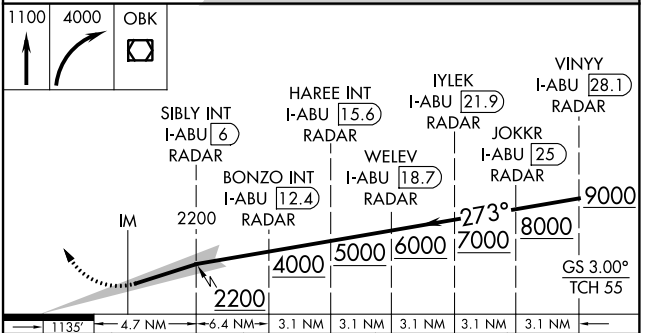 1100 4000 OBK
VINYY
I-ABU 28.1
RADAR
IYLEK
I-ABU 21.9
RADAR
HAREE INT
I-ABU 15.6
RADAR
SIBLY INT
I-ABU 6
RADAR
JOKKR
I-ABU 25
RADAR
WELEV
I-ABU 18.7
RADAR
BONZO INT
I-ABU 12.4
RADAR
IM
2200
273°
9000
8000
7000
6000
5000
4000
2200
GS 3.00°
TCH 55
1135' 4.7 NM 6.4 NM 3.1 NM 3.1 NM 3.1 NM 3.1 NM 3.1 NM